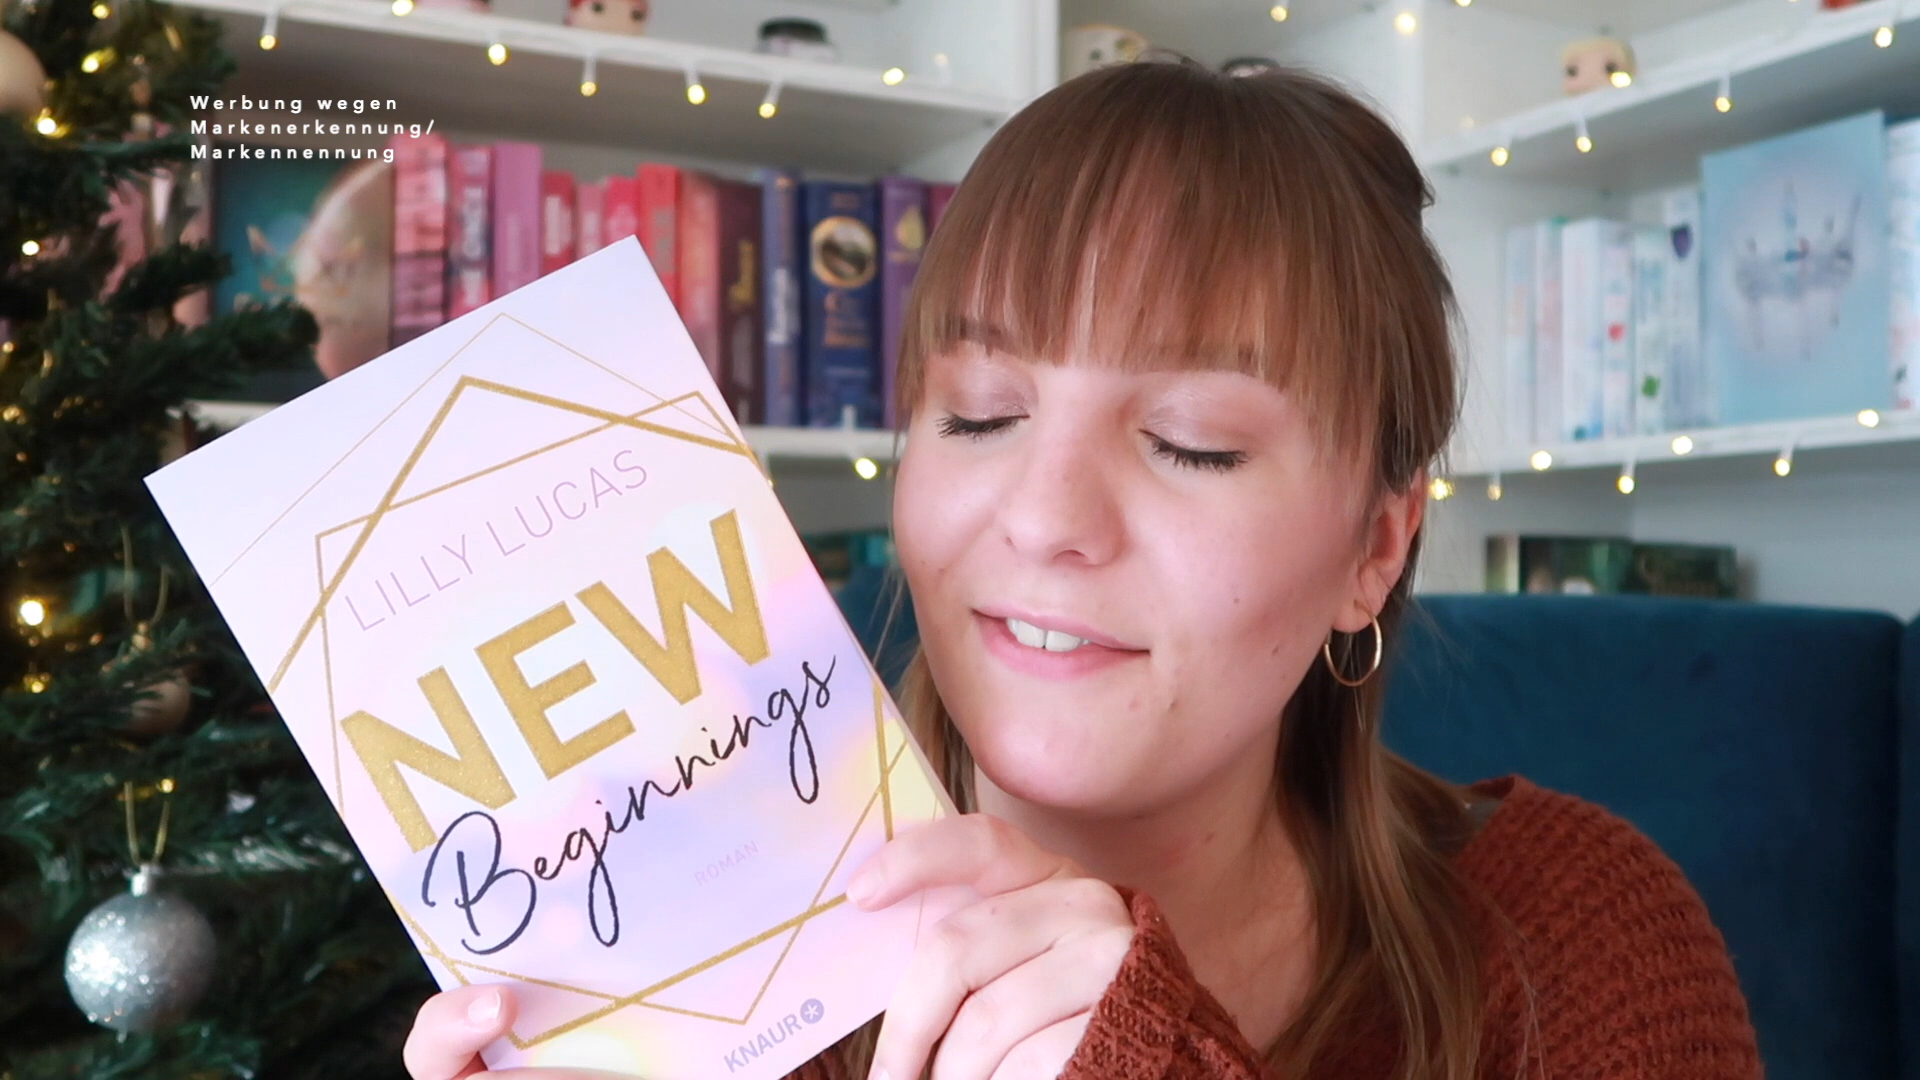 Werbung wegen
Markenerkennung/
Markennennung
LILLY LUCAS
NEW
Beginnings
ROMAN
KNAUR